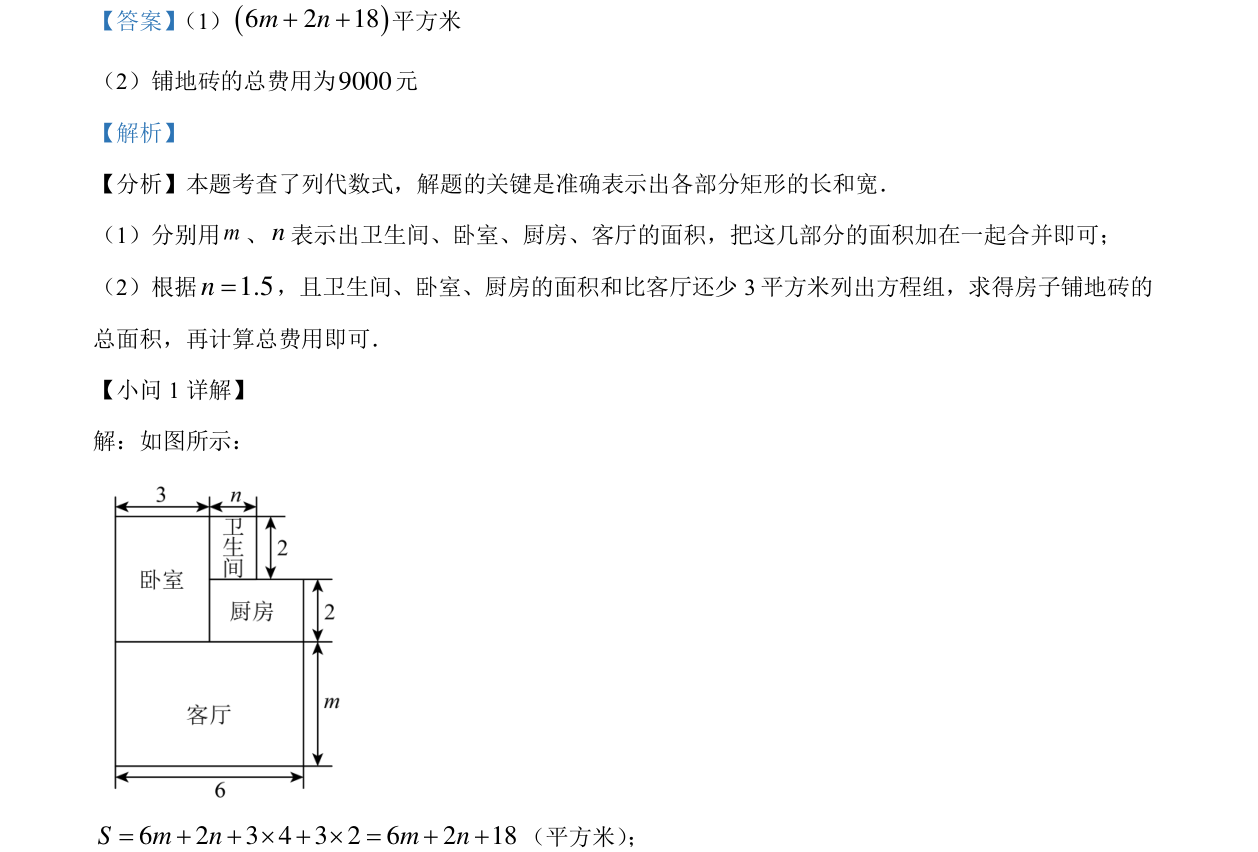 【答案】（1）(6m + 2n + 18)平方米
（2）铺地砖的总费用为9000元
【解析】
【分析】本题考查了列代数式，解题的关键是准确表示出各部分矩形的长和宽．
（1）分别用m、n表示出卫生间、卧室、厨房、客厅的面积，把这几部分的面积加在一起合并即可；
（2）根据n = 1.5，且卫生间、卧室、厨房的面积和比客厅还少3平方米列出方程组，求得房子铺地砖的
总面积，再计算总费用即可．
【小问1详解】
解：如图所示：
3
n
卫
生
间
2
卧室
厨房
2
客厅
m
6
S = 6m + 2n + 3×4 + 3×2 = 6m + 2n + 18（平方米）；